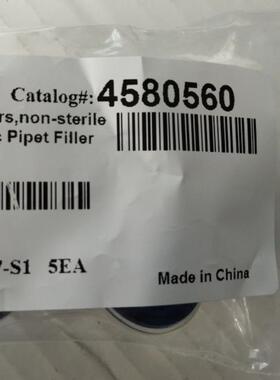 Catalog#: 4580560
rs,non-sterile
c Pipet Filler
7-S1 5EA
Made in China